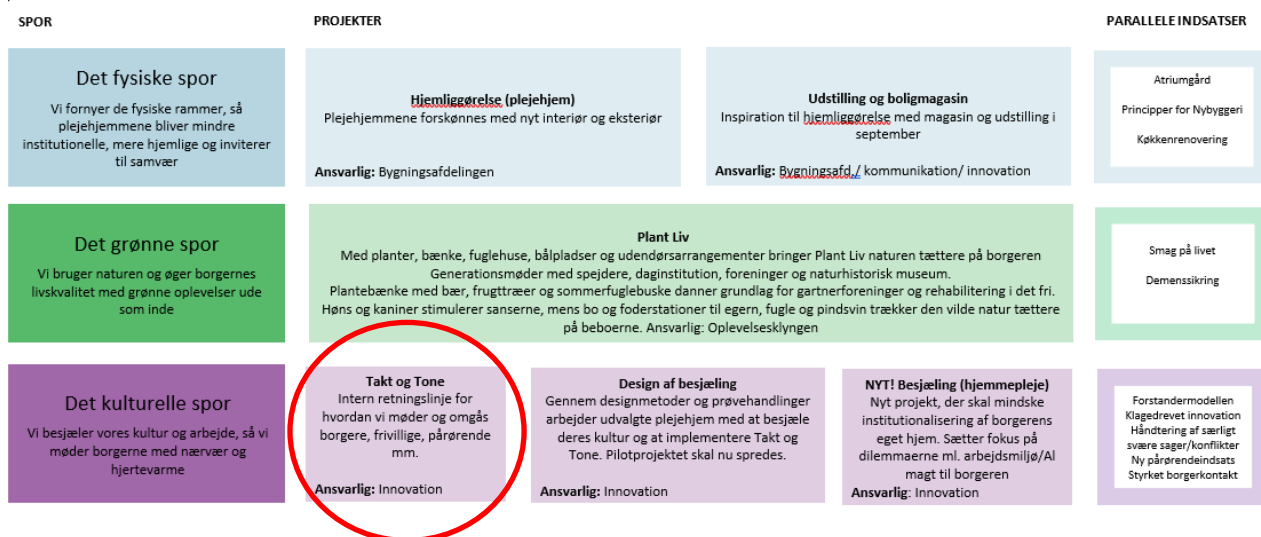 SPOR
PROJEKTER
PARALLELE INDSATSER
Det fysiske spor
Vi fornyer de fysiske rammer, så
plejehjemmene bliver mindre
institutionelle, mere hjemlige og inviterer
til samvær
Hjemliggørelse (plejehjem)
Plejehjemmene forskønnes med nyt interiør og eksteriør
Ansvarlig: Bygningsafdelingen
Udstilling og boligmagasin
Inspiration til hjemliggørelse med magasin og udstilling i
september
Ansvarlig: Bygningsafd./ kommunikation/ innovation
Atriumgård
Principper for Nybyggeri
Køkkenrenovering
Det grønne spor
Vi bruger naturen og øger borgernes
livskvalitet med grønne oplevelser ude
som inde
Plant Liv
Med planter, bænke, fuglehuse, bålpladser og udendørsarrangementer bringer Plant Liv naturen tættere på borgeren
Generationsmøder med spejdere, daginstitution, foreninger og naturhistorisk museum.
Plantebænke med bær, frugttræer og sommerfuglebuske danner grundlag for gartnerforeninger og rehabilitering i det fri.
Høns og kaniner stimulerer sanserne, mens bo og foderstationer til egern, fugle og pindsvin trækker den vilde natur tættere
på beboerne. Ansvarlig: Oplevelsesklyngen
Smag på livet
Demenssikring
Det kulturelle spor
Vi besjæler vores kultur og arbejde, så vi
møder borgerne med nærvær og
hjertevarme
Takt og Tone
Intern retningslinje for
hvordan vi møder og omgås
borgere, frivillige, pårørende
mm.
Ansvarlig: Innovation
Design af besjæling
Gennem designmetoder og prøvehandlinger
arbejder udvalgte plejehjem med at besjæle
deres kultur og at implementere Takt og
Tone. Pilotprojektet skal nu spredes.
Ansvarlig: Innovation
NYT! Besjæling (hjemmepleje)
Nyt projekt, der skal mindske
institutionalisering af borgerens
eget hjem. Sætter fokus på
dilemmaerne ml. arbejdsmiljø/Al
magt til borgeren
Ansvarlig: Innovation
Forstandermodellen
Klagedrevet innovation
Håndtering af særligt
svære sager/konflikter
Ny pårørendeindsats
Styrket borgerkontakt